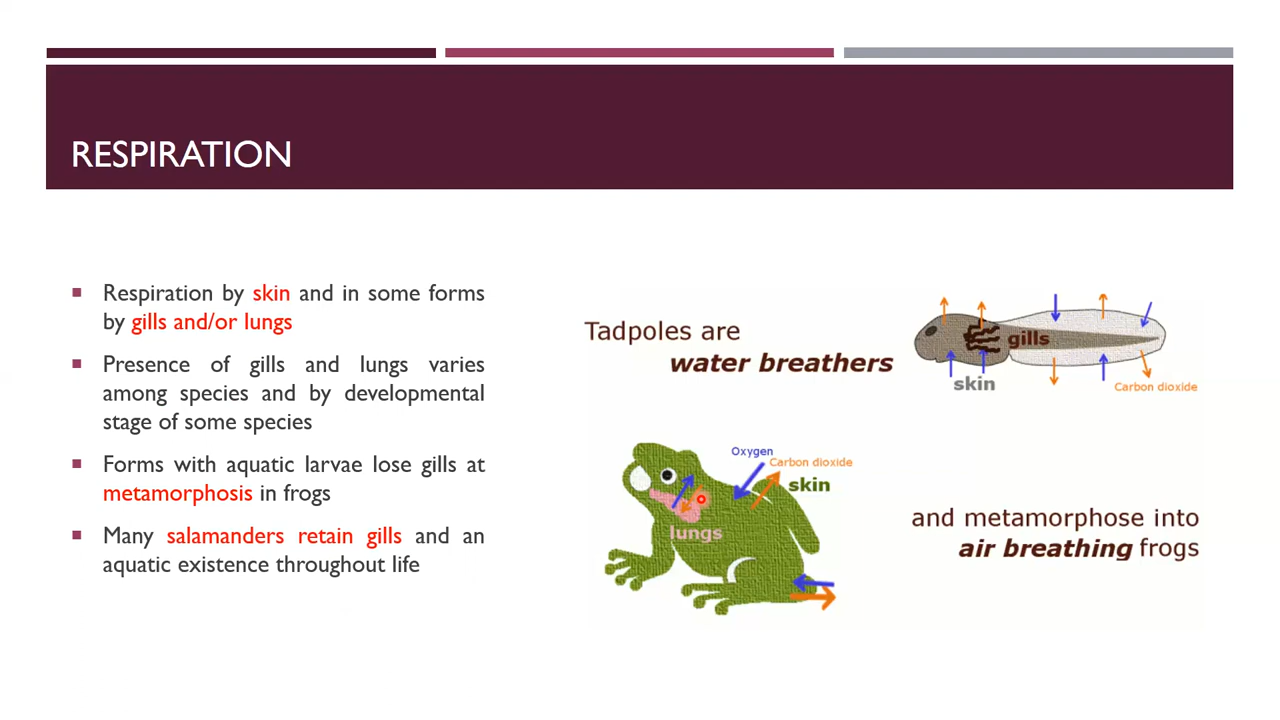 RESPIRATION
Respiration by skin and in some forms
by gills and/or lungs
Presence of gills and lungs varies
among species and by developmental
stage of some species
Forms with aquatic larvae lose gills at
metamorphosis in frogs
Many salamanders retain gills and an
aquatic existence throughout life
Tadpoles are
water breathers
gills
skin
Carbon dioxide
Oxygen
Carbon dioxide
skin
lungs
and metamorphose into
air breathing frogs